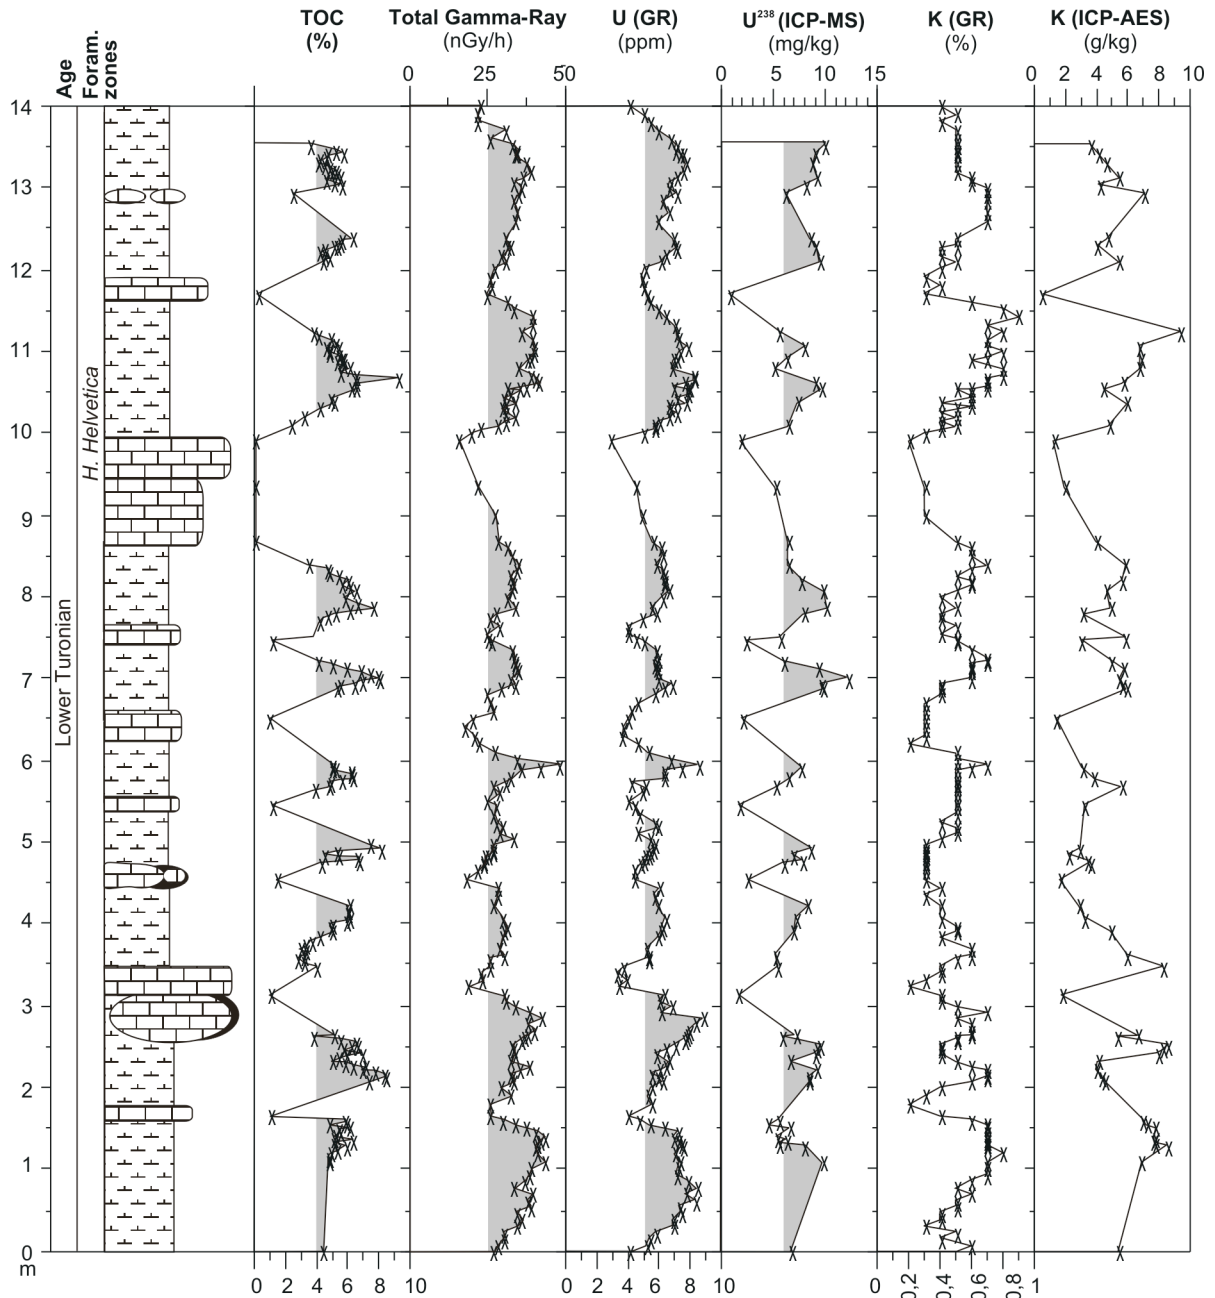 Age
Foram. zones
TOC (%)
Total Gamma-Ray (nGy/h)
U (GR) (ppm)
U²³⁸ (ICP-MS) (mg/kg)
K (GR) (%)
K (ICP-AES) (g/kg)
0 25 50
0 5 10 15
0 2 4 6 8 10
14
13
12
11
10
9
8
7
6
5
4
3
2
1
0
m
Lower Turonian
H. Helvetica
0 2 4 6 8 10
0 2 4 6 8 10
0 0,2 0,4 0,6 0,8 1